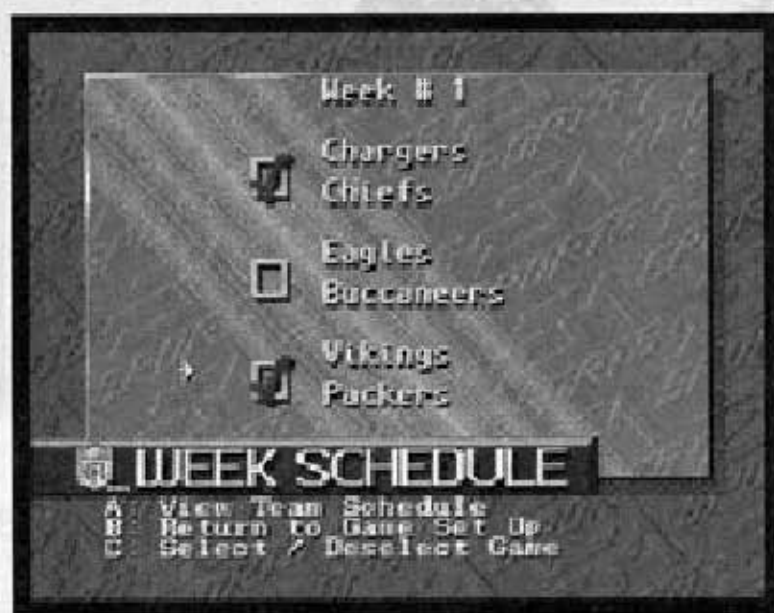 Week # 1
Chargers
Chiefs
Eagles
Buccaneers
Vikings
Packers
WEEK SCHEDULE
A: View Team Schedule
B: Return to Game Set Up
C: Select / Deselect Game